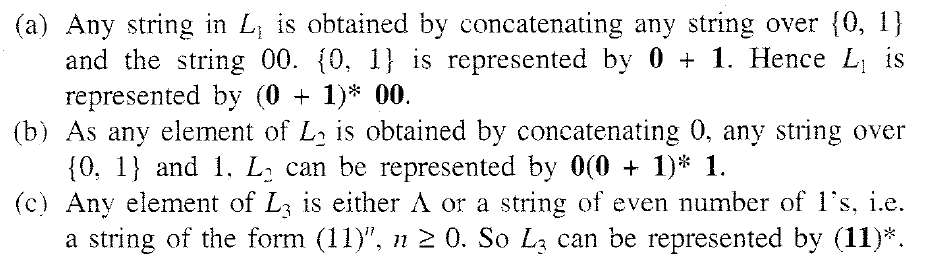 (a) Any string in L₁ is obtained by concatenating any string over {0, 1}
and the string 00. {0, 1} is represented by 0 + 1. Hence L₁ is
represented by (0 + 1)* 00.
(b) As any element of L₂ is obtained by concatenating 0, any string over
{0, 1} and 1. L₂ can be represented by 0(0 + 1)* 1.
(c) Any element of L₃ is either Λ or a string of even number of 1's, i.e.
a string of the form (11)ⁿ, n ≥ 0. So L₃ can be represented by (11)*.